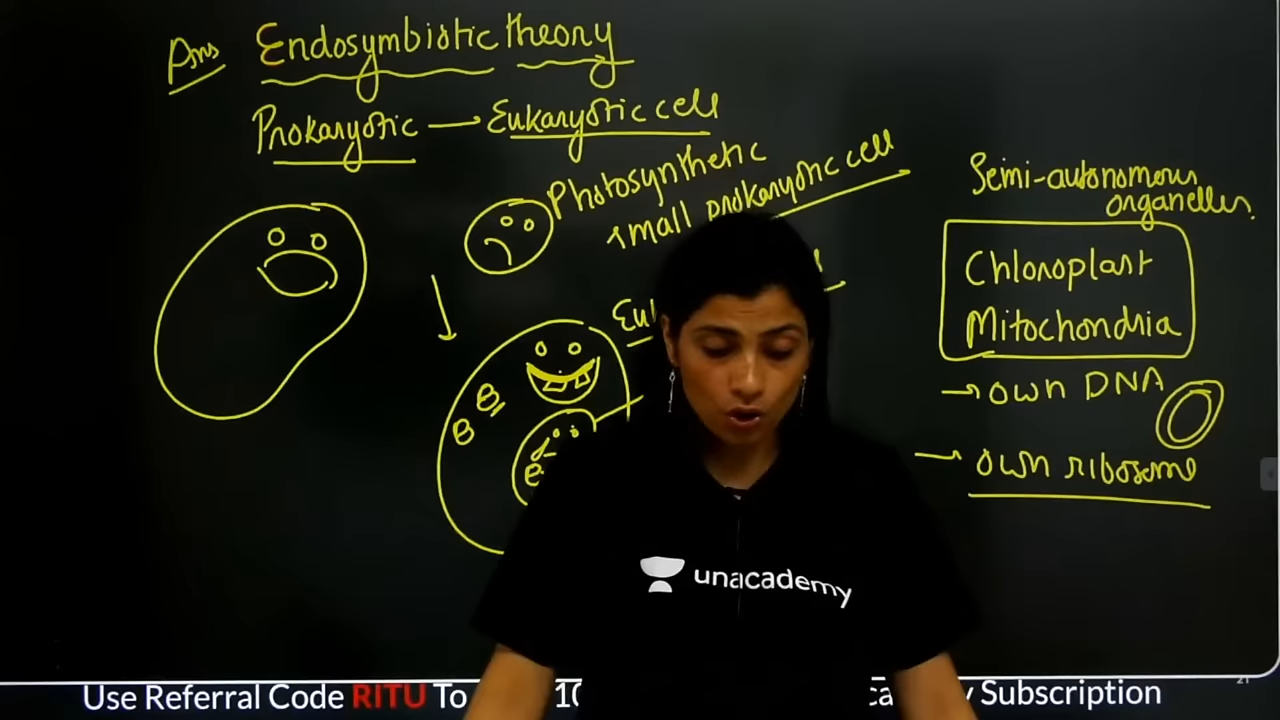 Ans Endosymbiotic theory
Prokaryotic → Eukaryotic cell
Photosynthetic
small prokaryotic cell
Semi-autonomous
organelles
Chloroplast
Mitochondria
→ own DNA
→ own ribosome
unacademy
Use Referral Code RITU To Subscription